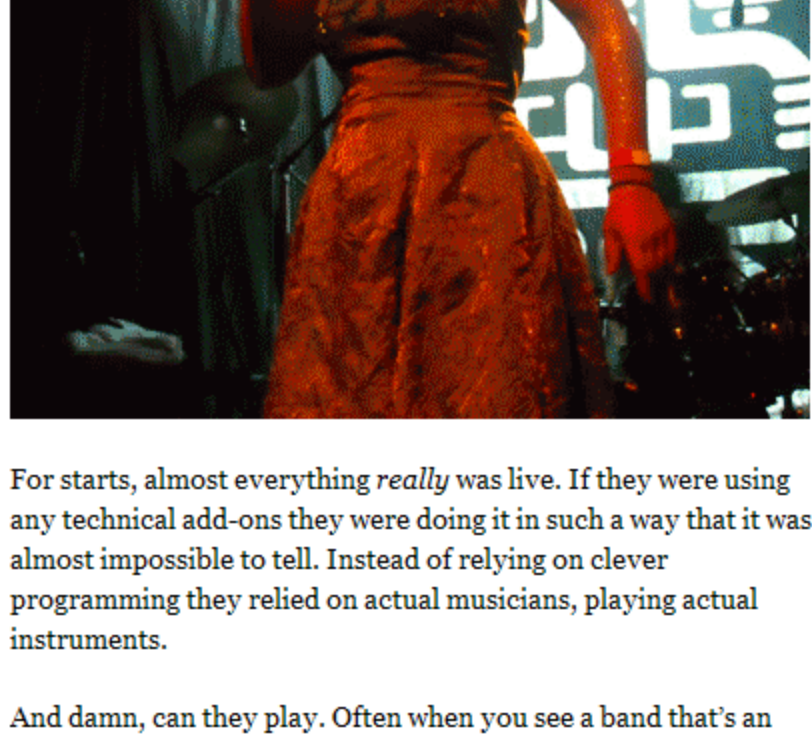 For starts, almost everything really was live. If they were using
any technical add-ons they were doing it in such a way that it was
almost impossible to tell. Instead of relying on clever
programming they relied on actual musicians, playing actual
instruments.
And damn, can they play. Often when you see a band that’s an